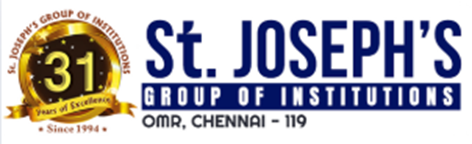 St. JOSEPH'S GROUP OF INSTITUTIONS
31
Years of Excellence
* Since 1994 *
St. JOSEPH'S
GROUP OF INSTITUTIONS
OMR, CHENNAI - 119